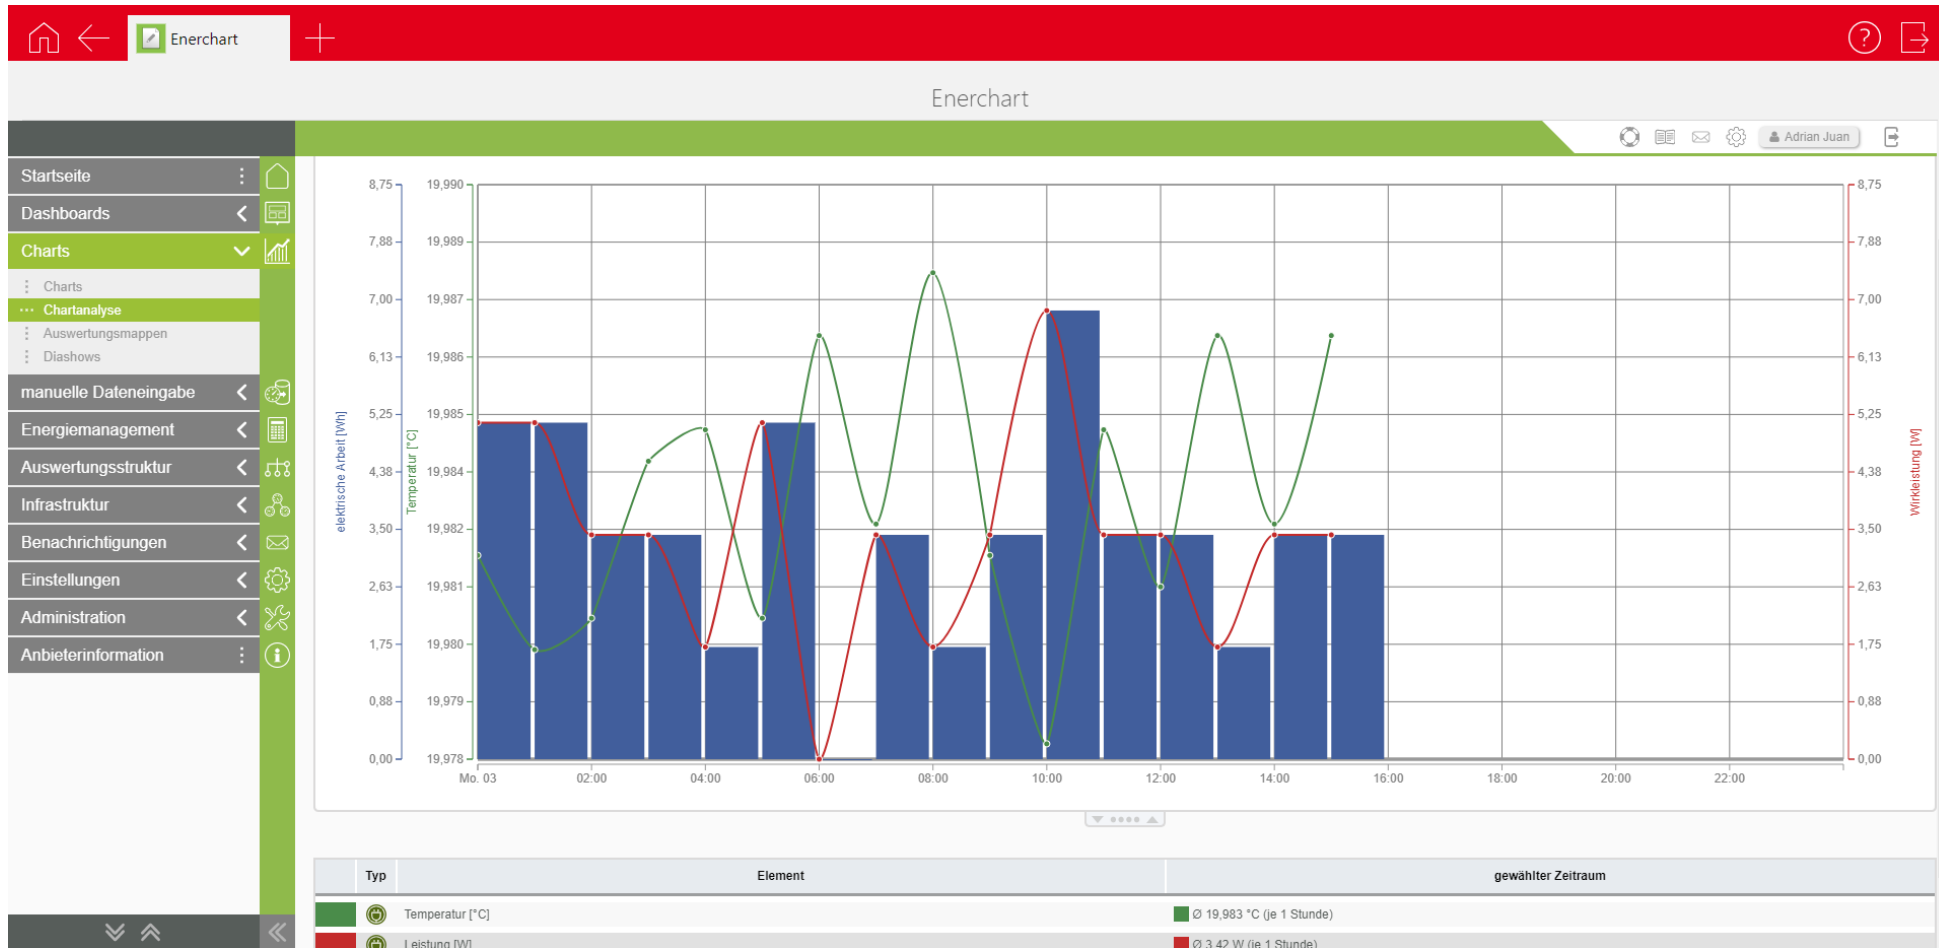 Enerchart
Enerchart
Adrian Juan
Startseite
Dashboards
Charts
Charts
Chartanalyse
Auswertungsmappen
Diashows
manuelle Dateneingabe
Energiemanagement
Auswertungsstruktur
Infrastruktur
Benachrichtigungen
Einstellungen
Administration
Anbieterinformation
elektrische Arbeit [Wh]
8,75
7,88
7,00
6,13
5,25
4,38
3,50
2,63
1,75
0,88
0,00
Temperatur [°C]
19,990
19,989
19,987
19,986
19,985
19,984
19,982
19,981
19,980
19,979
19,978
Mo. 03 02:00 04:00 06:00 08:00 10:00 12:00 14:00 16:00 18:00 20:00 22:00
8,75
7,88
7,00
6,13
5,25
4,38
3,50
2,63
1,75
0,88
0,00
Wirkleistung [W]
Typ Element gewählter Zeitraum
Temperatur [°C] Ø 19,983 °C (je 1 Stunde)
Leistung [W] Ø 3,42 W (je 1 Stunde)